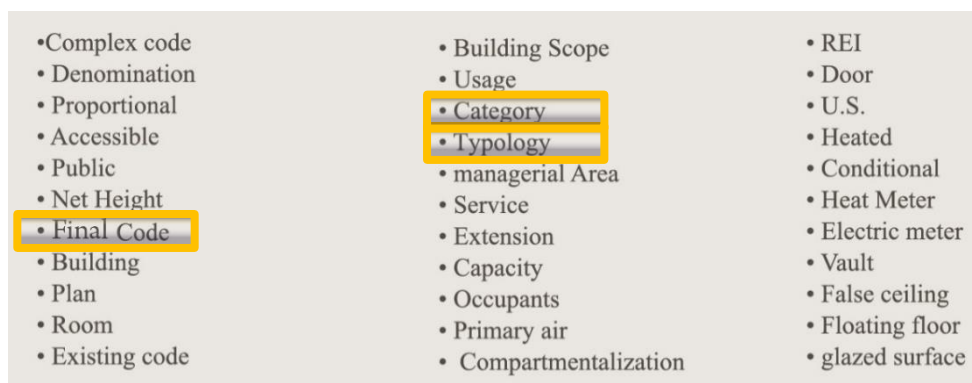 •Complex code
• Denomination
• Proportional
• Accessible
• Public
• Net Height
• Final Code
• Building
• Plan
• Room
• Existing code
• Building Scope
• Usage
• Category
• Typology
• managerial Area
• Service
• Extension
• Capacity
• Occupants
• Primary air
• Compartmentalization
• REI
• Door
• U.S.
• Heated
• Conditional
• Heat Meter
• Electric meter
• Vault
• False ceiling
• Floating floor
• glazed surface